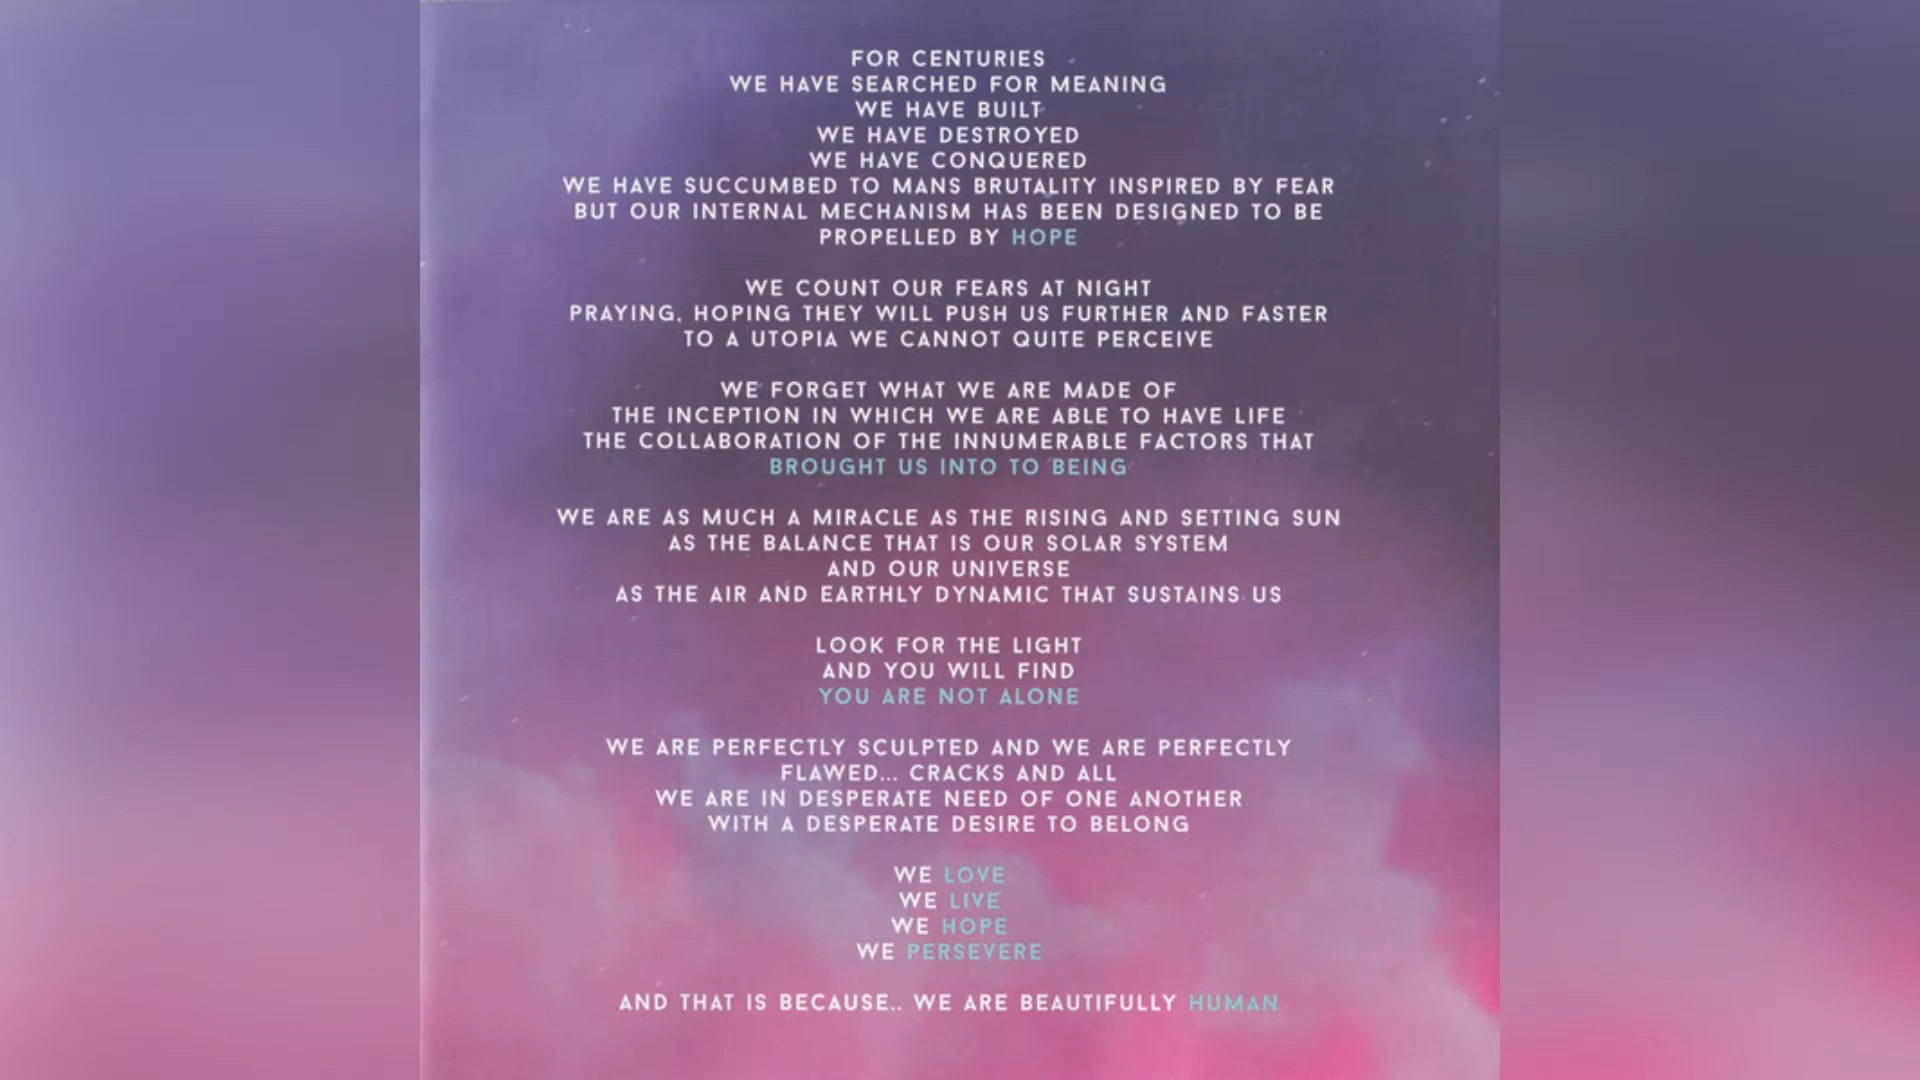 FOR CENTURIES
WE HAVE SEARCHED FOR MEANING
WE HAVE BUILT
WE HAVE DESTROYED
WE HAVE CONQUERED
WE HAVE SUCCUMBED TO MANS BRUTALITY INSPIRED BY FEAR
BUT OUR INTERNAL MECHANISM HAS BEEN DESIGNED TO BE
PROPELLED BY HOPE
WE COUNT OUR FEARS AT NIGHT
PRAYING, HOPING THEY WILL PUSH US FURTHER AND FASTER
TO A UTOPIA WE CANNOT QUITE PERCEIVE
WE FORGET WHAT WE ARE MADE OF
THE INCEPTION IN WHICH WE ARE ABLE TO HAVE LIFE
THE COLLABORATION OF THE INNUMERABLE FACTORS THAT
BROUGHT US INTO TO BEING
WE ARE AS MUCH A MIRACLE AS THE RISING AND SETTING SUN
AS THE BALANCE THAT IS OUR SOLAR SYSTEM
AND OUR UNIVERSE
AS THE AIR AND EARTHLY DYNAMIC THAT SUSTAINS US
LOOK FOR THE LIGHT
AND YOU WILL FIND
YOU ARE NOT ALONE
WE ARE PERFECTLY SCULPTED AND WE ARE PERFECTLY
FLAWED... CRACKS AND ALL
WE ARE IN DESPERATE NEED OF ONE ANOTHER
WITH A DESPERATE DESIRE TO BELONG
WE LOVE
WE LIVE
WE HOPE
WE PERSEVERE
AND THAT IS BECAUSE.. WE ARE BEAUTIFULLY HUMAN